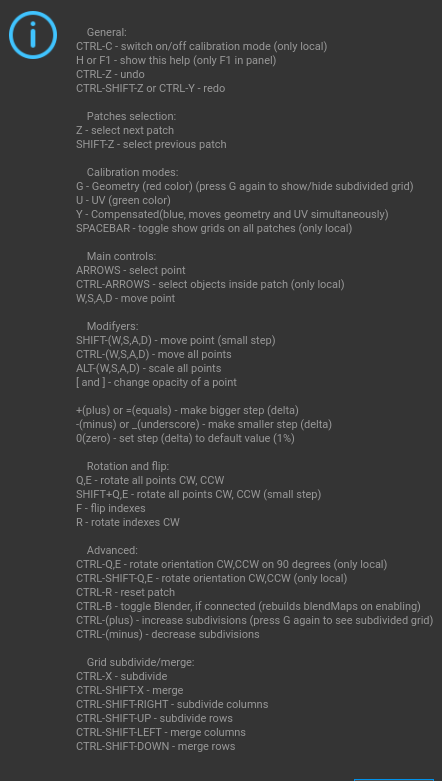 General:
CTRL-C - switch on/off calibration mode (only local)
H or F1 - show this help (only F1 in panel)
CTRL-Z - undo
CTRL-SHIFT-Z or CTRL-Y - redo
Patches selection:
Z - select next patch
SHIFT-Z - select previous patch
Calibration modes:
G - Geometry (red color) (press G again to show/hide subdivided grid)
U - UV (green color)
Y - Compensated(blue, moves geometry and UV simultaneously)
SPACEBAR - toggle show grids on all patches (only local)
Main controls:
ARROWS - select point
CTRL-ARROWS - select objects inside patch (only local)
W,S,A,D - move point
Modifyers:
SHIFT-(W,S,A,D) - move point (small step)
CTRL-(W,S,A,D) - move all points
ALT-(W,S,A,D) - scale all points
[ and ] - change opacity of a point
+(plus) or =(equals) - make bigger step (delta)
-(minus) or _(underscore) - make smaller step (delta)
0(zero) - set step (delta) to default value (1%)
Rotation and flip:
Q,E - rotate all points CW, CCW
SHIFT+Q,E - rotate all points CW, CCW (small step)
F - flip indexes
R - rotate indexes CW
Advanced:
CTRL-Q,E - rotate orientation CW,CCW on 90 degrees (only local)
CTRL-SHIFT-Q,E - rotate orientation CW,CCW (only local)
CTRL-R - reset patch
CTRL-B - toggle Blender, if connected (rebuilds blendMaps on enabling)
CTRL-(plus) - increase subdivisions (press G again to see subdivided grid)
CTRL-(minus) - decrease subdivisions
Grid subdivide/merge:
CTRL-X - subdivide
CTRL-SHIFT-X - merge
CTRL-SHIFT-RIGHT - subdivide columns
CTRL-SHIFT-UP - subdivide rows
CTRL-SHIFT-LEFT - merge columns
CTRL-SHIFT-DOWN - merge rows